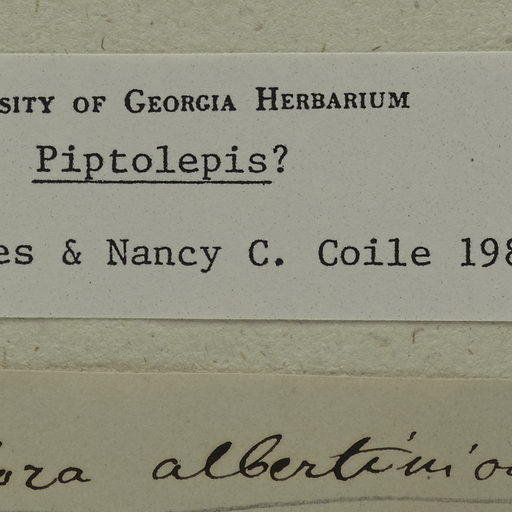 SITY OF GEORGIA HERBARIUM
Piptolepis?
es & Nancy C. Coile 198
ora albertinio